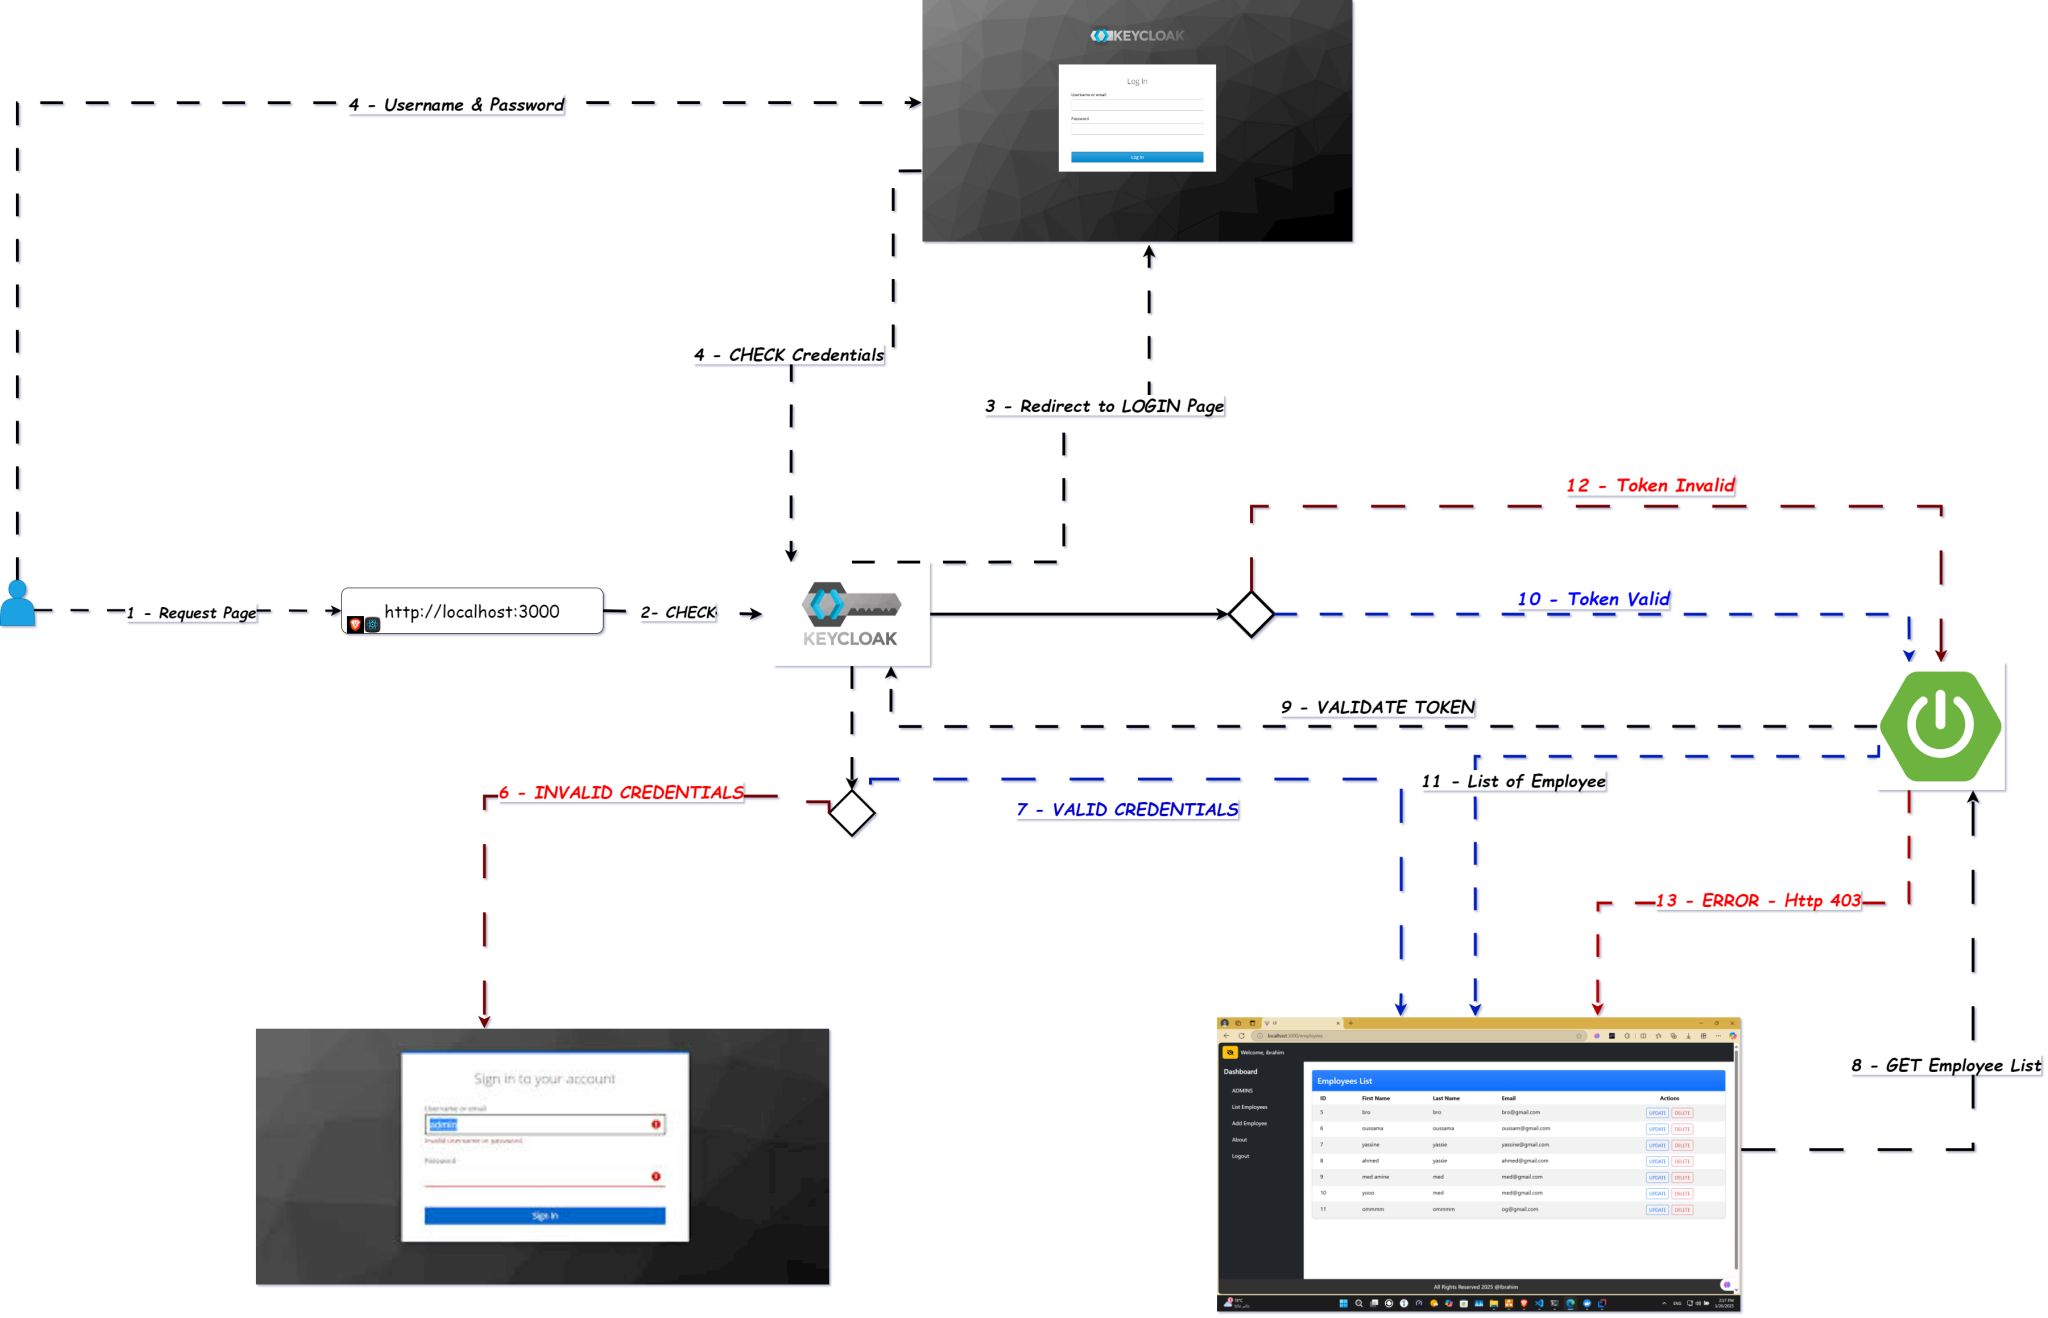 KEYCLOAK
Log In
Username or email
Password
Log In
4 - Username & Password
4 - CHECK Credentials
3 - Redirect to LOGIN Page
12 - Token Invalid
10 - Token Valid
1 - Request Page
http://localhost:3000
2- CHECK
KEYCLOAK
9 - VALIDATE TOKEN
11 - List of Employee
6 - INVALID CREDENTIALS
7 - VALID CREDENTIALS
13 - ERROR - Http 403
8 - GET Employee List
Sign in to your account
Username or email
admin
Invalid username or password.
Password
Sign In
localhost:3000/employees
Welcome, ibrahim
Dashboard
ADMINS
List Employees
Add Employee
About
Logout
Employees List
ID First Name Last Name Email Actions
5 bro bro bro@gmail.com UPDATE DELETE
6 oussama oussama oussam@gmail.com UPDATE DELETE
7 yassine yassie yassine@gmail.com UPDATE DELETE
8 ahmed yassie ahmed@gmail.com UPDATE DELETE
9 med amine med med@gmail.com UPDATE DELETE
10 yooo med med@gmail.com UPDATE DELETE
11 ommmm ommmm og@gmail.com UPDATE DELETE
All Rights Reserved 2025 @Ibrahim
ENG